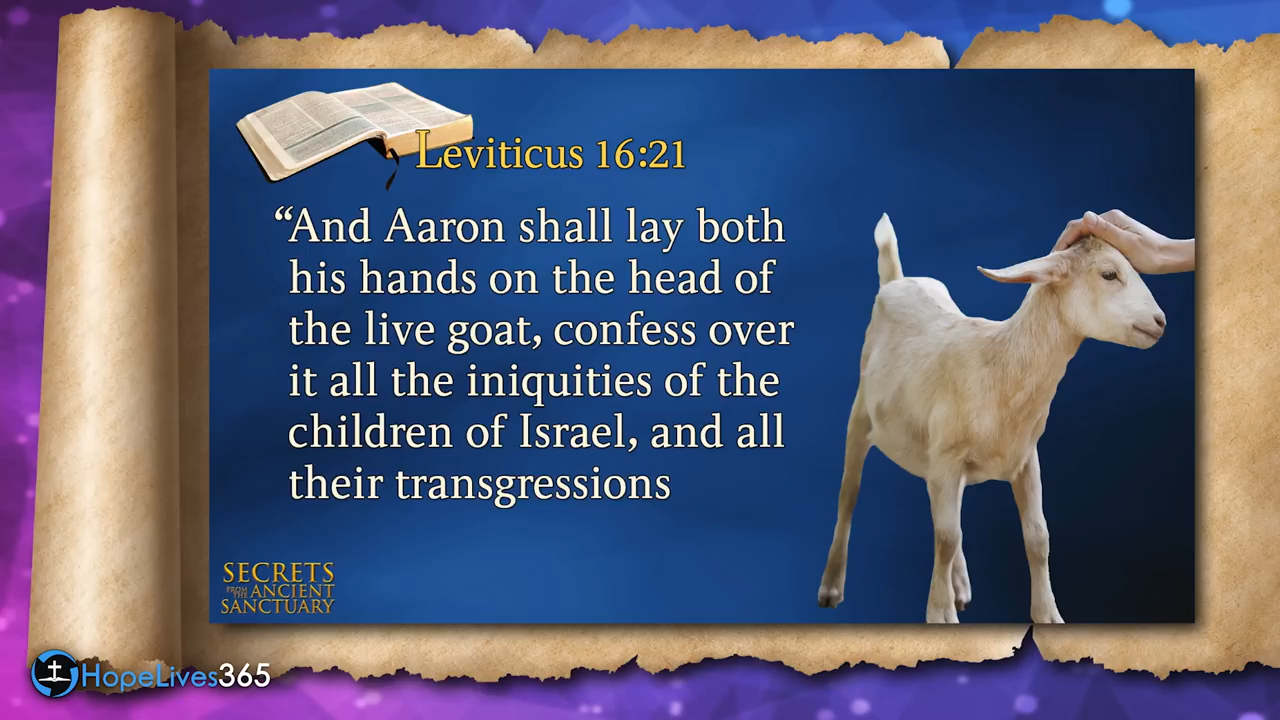 Leviticus 16:21
“And Aaron shall lay both
his hands on the head of
the live goat, confess over
it all the iniquities of the
children of Israel, and all
their transgressions
SECRETS
FROM THE ANCIENT
SANCTUARY
HopeLives365